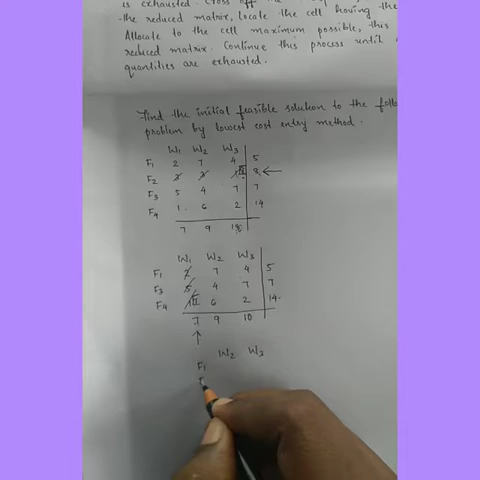 is exhausted. Cross off the
the reduced matrix, locate the cell having the
Allocate to the cell maximum possible, this
reduced matrix. Continue this process until
quantities are exhausted.
Find the initial feasible solution to the
problem by lowest cost entry method.
W1 W2 W3
F1 2 7 4 5
F2 3 3 1 8
F3 5 4 7 7
F4 1 6 2 14
7 9 18
W1 W2 W3
F1 2 7 4 5
F3 5 4 7 7
F4 1 6 2 14
7 9 10
W2 W3
F1